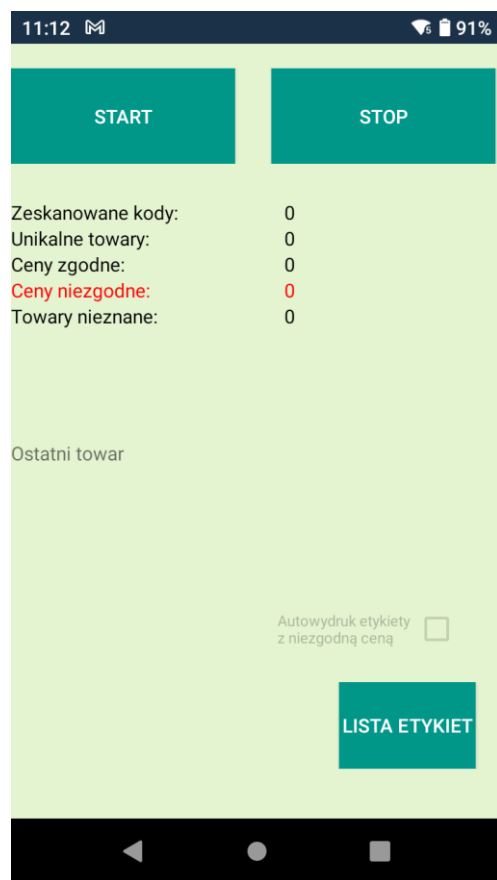 11:12 91%
START STOP
Zeskanowane kody: 0
Unikalne towary: 0
Ceny zgodne: 0
Ceny niezgodne: 0
Towary nieznane: 0
Ostatni towar
Autowydruk etykiety
z niezgodną ceną
LISTA ETYKIET